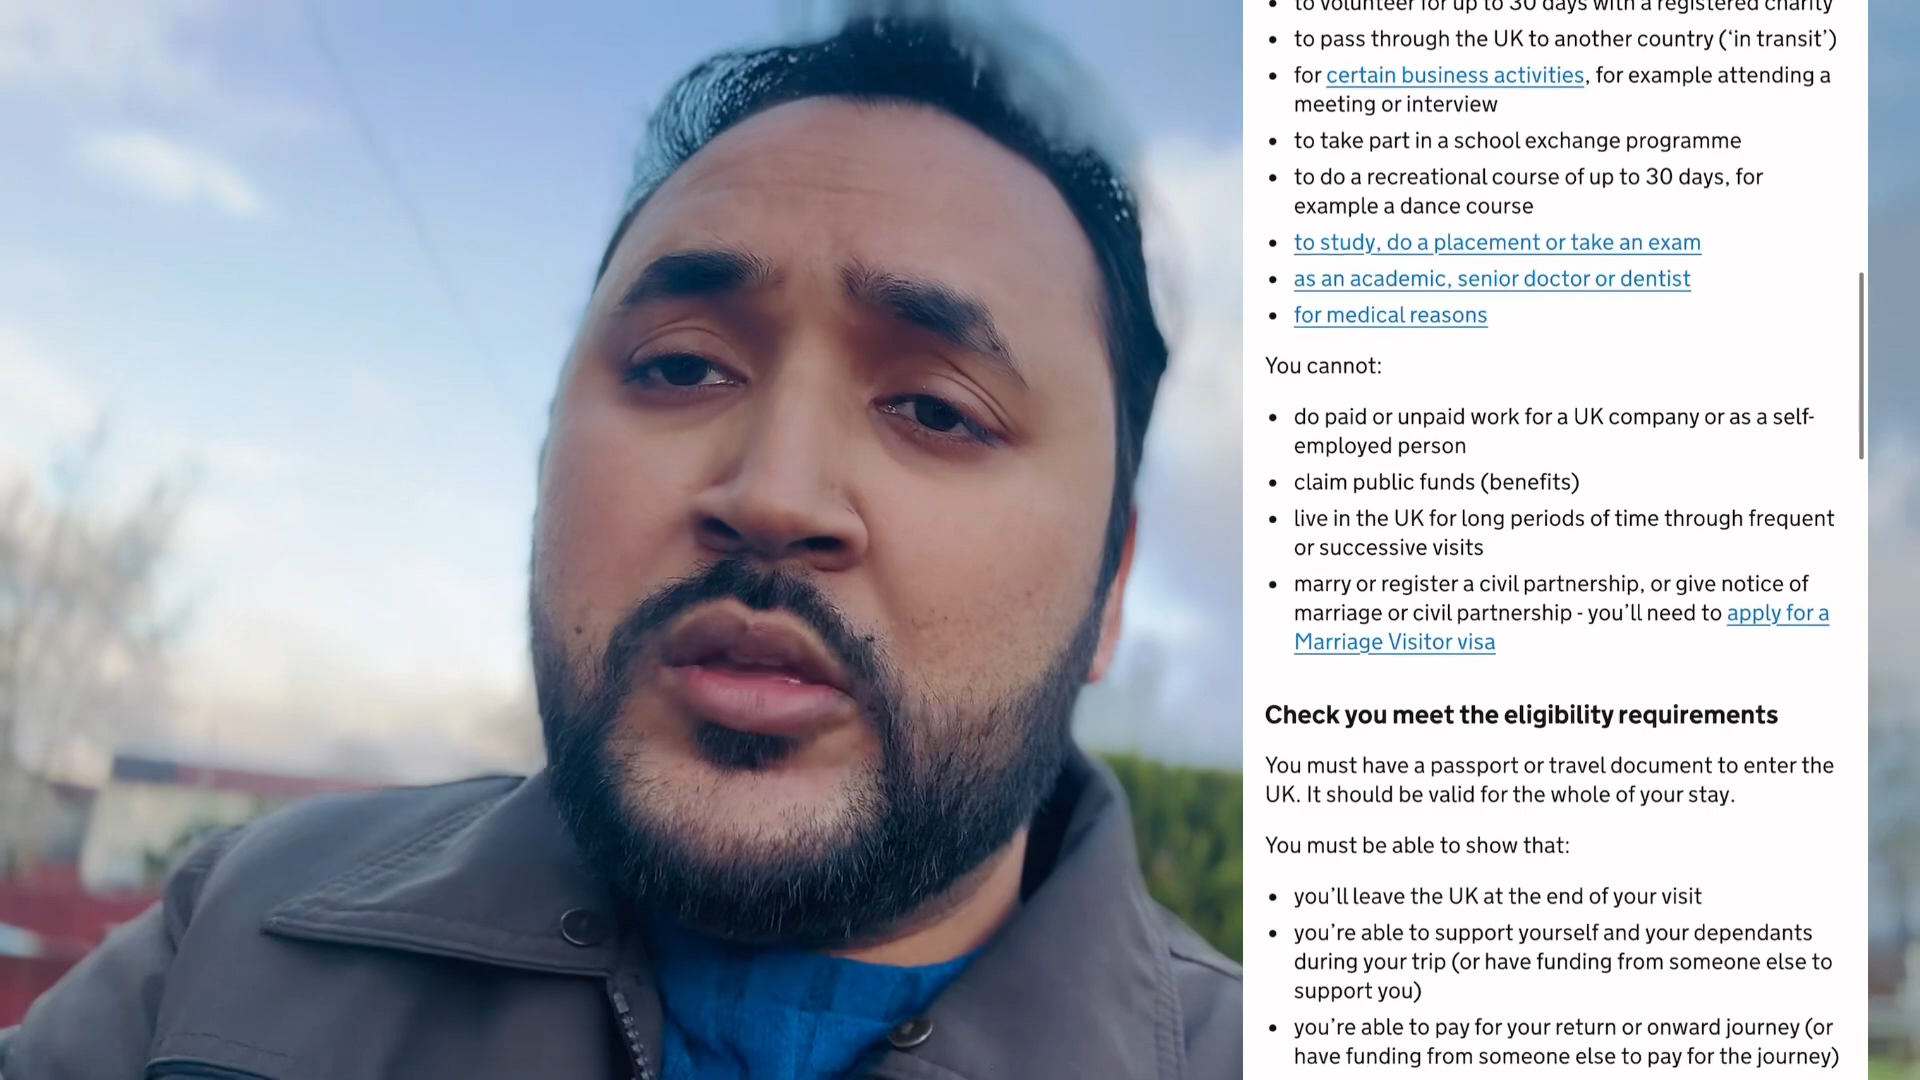 to volunteer for up to 30 days with a registered charity
to pass through the UK to another country (‘in transit’)
for certain business activities, for example attending a
meeting or interview
to take part in a school exchange programme
to do a recreational course of up to 30 days, for
example a dance course
to study, do a placement or take an exam
as an academic, senior doctor or dentist
for medical reasons
You cannot:
do paid or unpaid work for a UK company or as a self-
employed person
claim public funds (benefits)
live in the UK for long periods of time through frequent
or successive visits
marry or register a civil partnership, or give notice of
marriage or civil partnership - you’ll need to apply for a
Marriage Visitor visa
Check you meet the eligibility requirements
You must have a passport or travel document to enter the
UK. It should be valid for the whole of your stay.
You must be able to show that:
you’ll leave the UK at the end of your visit
you’re able to support yourself and your dependants
during your trip (or have funding from someone else to
support you)
you’re able to pay for your return or onward journey (or
have funding from someone else to pay for the journey)